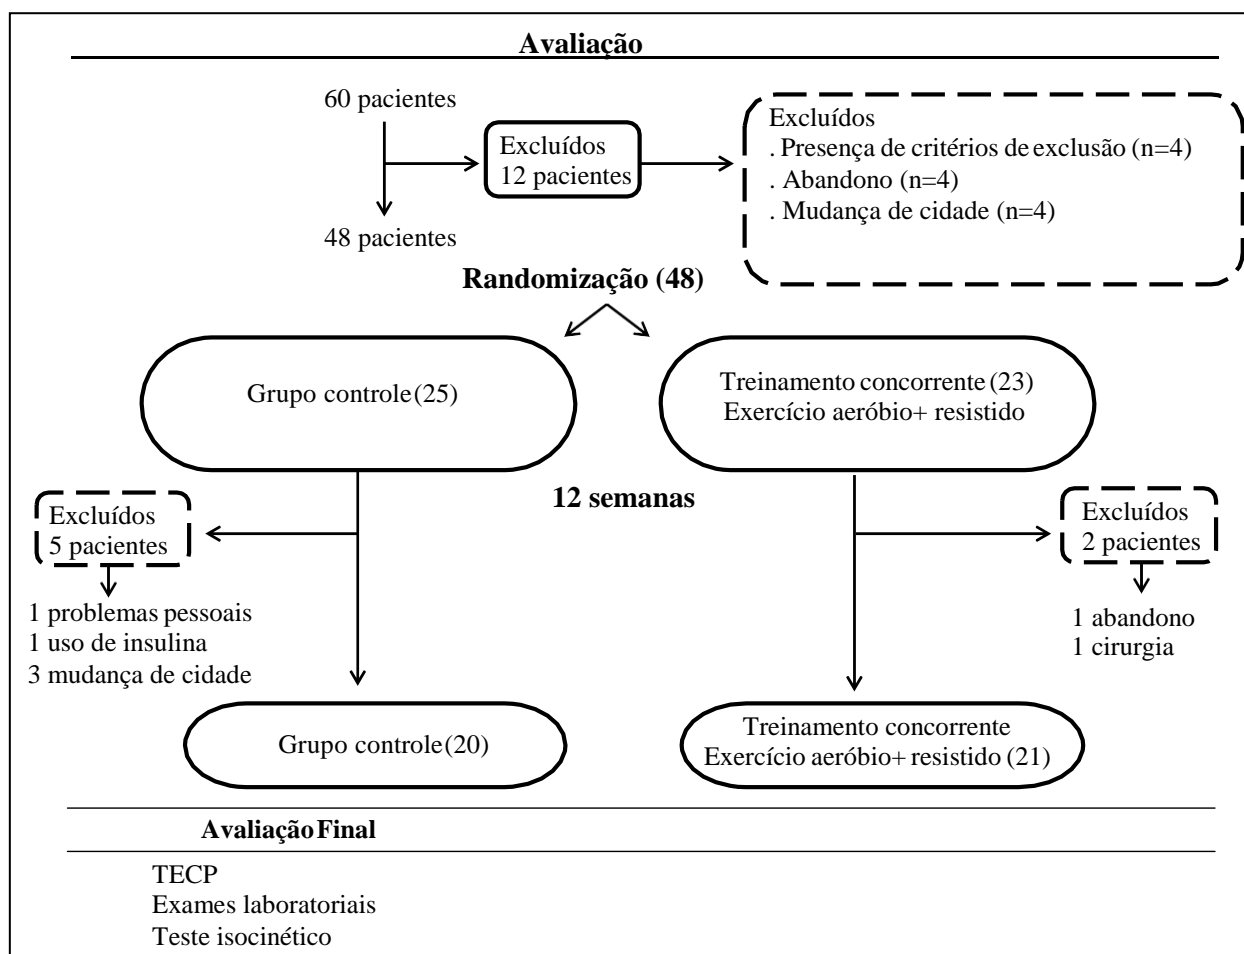 Avaliação
60 pacientes
Excluídos
12 pacientes
Excluídos
. Presença de critérios de exclusão (n=4)
. Abandono (n=4)
. Mudança de cidade (n=4)
48 pacientes
Randomização (48)
Grupo controle (25)
Treinamento concorrente (23)
Exercício aeróbio+ resistido
12 semanas
Excluídos
5 pacientes
1 problemas pessoais
1 uso de insulina
3 mudança de cidade
Excluídos
2 pacientes
1 abandono
1 cirurgia
Grupo controle (20)
Treinamento concorrente
Exercício aeróbio+ resistido (21)
Avaliação Final
TECP
Exames laboratoriais
Teste isocinético